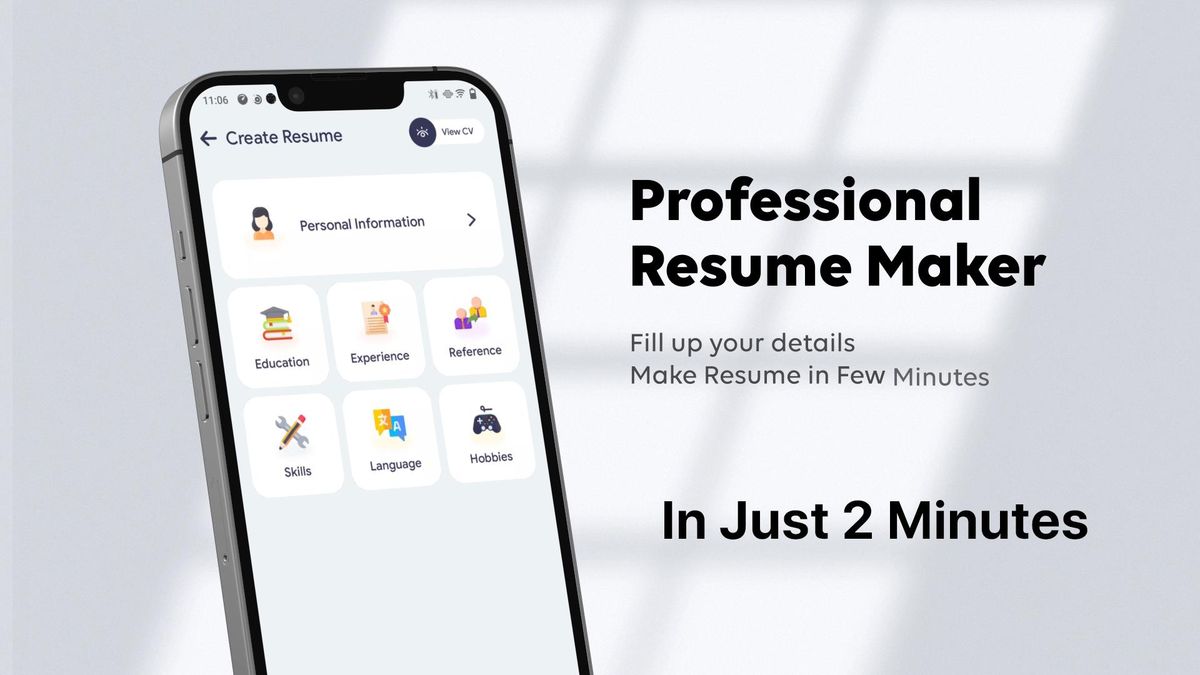 11:06
Create Resume
View CV
Personal Information
Education
Experience
Reference
Skills
Language
Hobbies
Professional
Resume Maker
Fill up your details
Make Resume in Few Minutes
In Just 2 Minutes